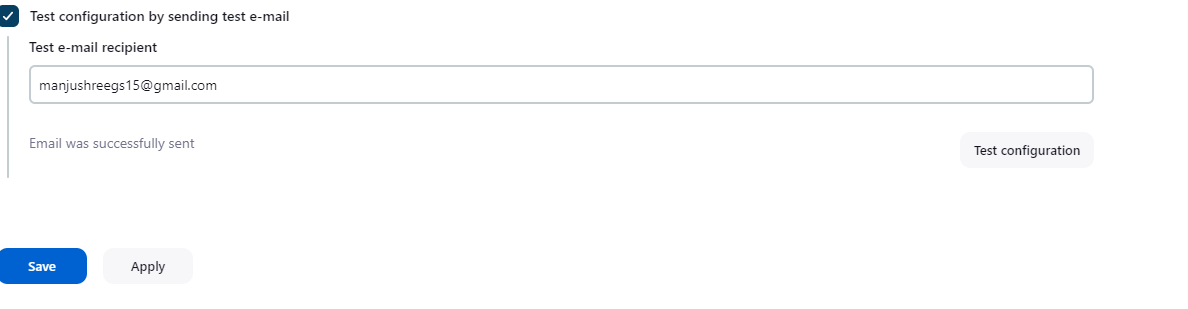 Test configuration by sending test e-mail
Test e-mail recipient
manjushreegs15@gmail.com
Email was successfully sent
Test configuration
Save Apply